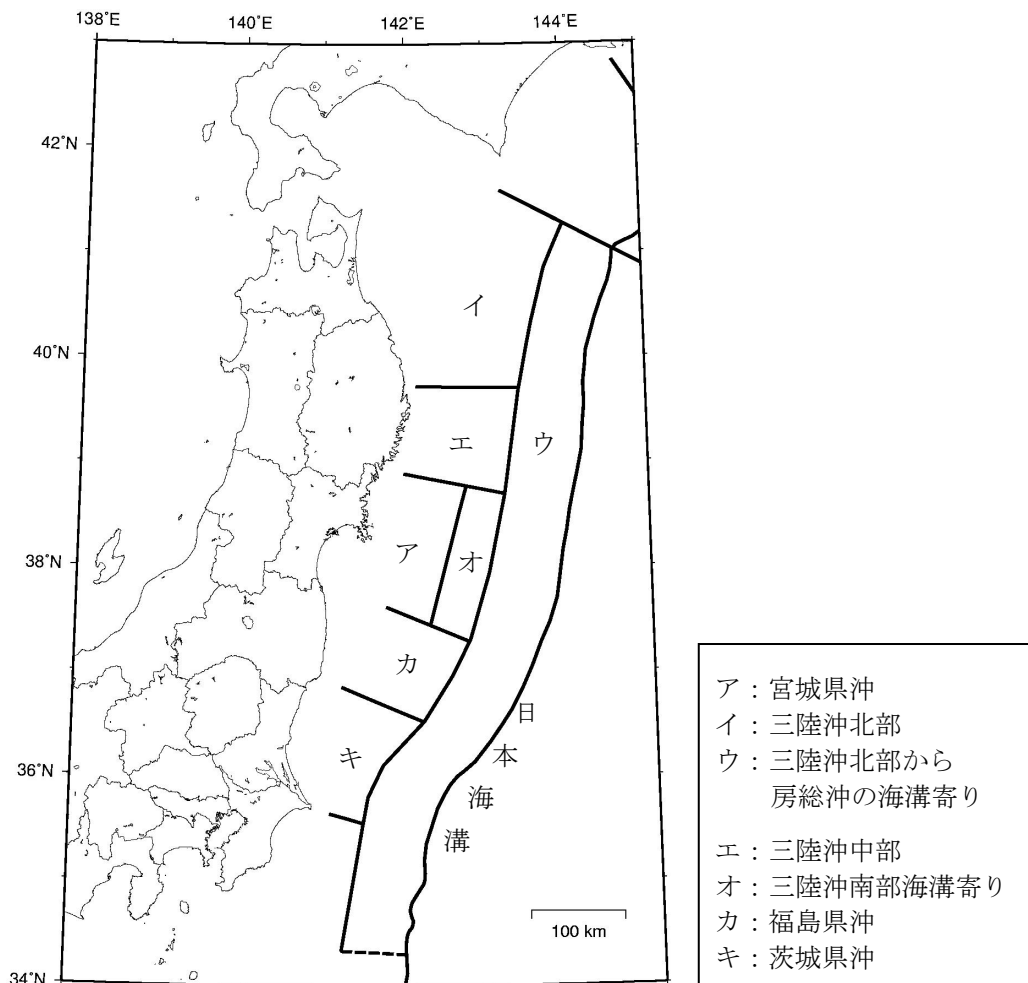 138˚E
140˚E
142˚E
144˚E
42˚N
40˚N
38˚N
36˚N
34˚N
イ
エ
ウ
ア
オ
カ
キ
日
本
海
溝
100 km
ア：宮城県沖
イ：三陸沖北部
ウ：三陸沖北部から
房総沖の海溝寄り
エ：三陸沖中部
オ：三陸沖南部海溝寄り
カ：福島県沖
キ：茨城県沖